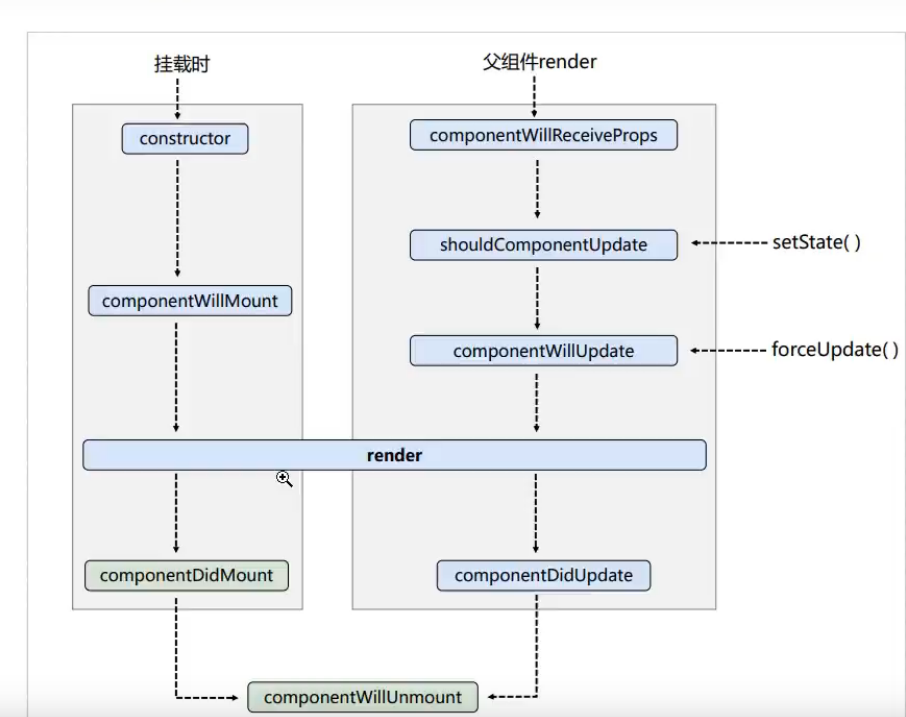 挂载时
父组件render
constructor
componentWillReceiveProps
shouldComponentUpdate
setState( )
componentWillMount
componentWillUpdate
forceUpdate( )
render
componentDidMount
componentDidUpdate
componentWillUnmount